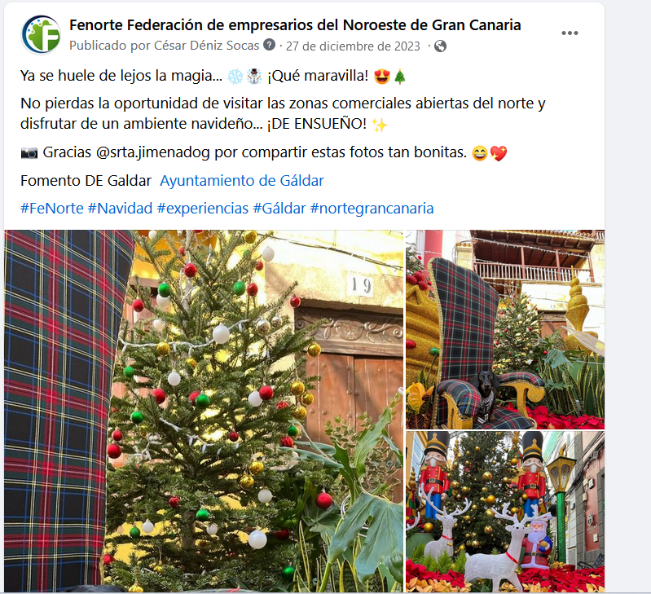 Fenorte Federación de empresarios del Noroeste de Gran Canaria
Publicado por César Déniz Socas · 27 de diciembre de 2023 ·
Ya se huele de lejos la magia... ❄️☃️ ¡Qué maravilla! 😍🎄
No pierdas la oportunidad de visitar las zonas comerciales abiertas del norte y
disfrutar de un ambiente navideño... ¡DE ENSUEÑO! ✨
📷 Gracias @srta.jimenadog por compartir estas fotos tan bonitas. 😄💖
Fomento DE Galdar Ayuntamiento de Gáldar
#FeNorte #Navidad #experiencias #Gáldar #nortegrancanaria
19